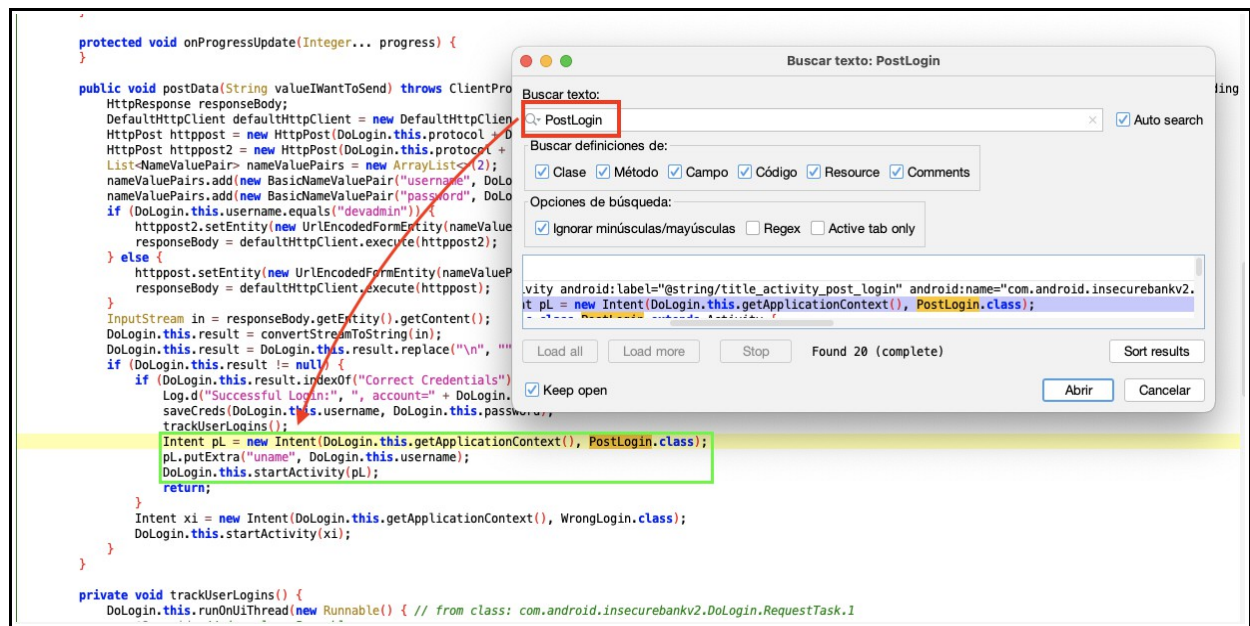 }
protected void onProgressUpdate(Integer... progress) {
}
public void postData(String valueIWantToSend) throws ClientPro
HttpResponse responseBody;
DefaultHttpClient defaultHttpClient = new DefaultHttpClien
HttpPost httppost = new HttpPost(DoLogin.this.protocol + D
HttpPost httppost2 = new HttpPost(DoLogin.this.protocol +
List<NameValuePair> nameValuePairs = new ArrayList<>(2);
nameValuePairs.add(new BasicNameValuePair("username", DoLo
nameValuePairs.add(new BasicNameValuePair("password", DoLo
if (DoLogin.this.username.equals("devadmin")) {
httppost2.setEntity(new UrlEncodedFormEntity(nameValue
responseBody = defaultHttpClient.execute(httppost2);
} else {
httppost.setEntity(new UrlEncodedFormEntity(nameValueP
responseBody = defaultHttpClient.execute(httppost);
}
InputStream in = responseBody.getEntity().getContent();
DoLogin.this.result = convertStreamToString(in);
DoLogin.this.result = DoLogin.this.result.replace("\n", ""
if (DoLogin.this.result != null) {
if (DoLogin.this.result.indexOf("Correct Credentials")
Log.d("Successful Login:", ", account=" + DoLogin.
saveCreds(DoLogin.this.username, DoLogin.this.password);
trackUserLogins();
Intent pL = new Intent(DoLogin.this.getApplicationContext(), PostLogin.class);
pL.putExtra("uname", DoLogin.this.username);
DoLogin.this.startActivity(pL);
return;
}
Intent xi = new Intent(DoLogin.this.getApplicationContext(), WrongLogin.class);
DoLogin.this.startActivity(xi);
}
}
private void trackUserLogins() {
DoLogin.this.runOnUiThread(new Runnable() { // from class: com.android.insecurebankv2.DoLogin.RequestTask.1
Buscar texto: PostLogin
Buscar texto:
PostLogin
Auto search
Buscar definiciones de:
Clase Método Campo Código Resource Comments
Opciones de búsqueda:
Ignorar minúsculas/mayúsculas Regex Active tab only
ivity android:label="@string/title_activity_post_login" android:name="com.android.insecurebankv2.
nt pL = new Intent(DoLogin.this.getApplicationContext(), PostLogin.class);
class PostLogin extends Activity {
Load all Load more Stop Found 20 (complete) Sort results
Keep open Abrir Cancelar
ding